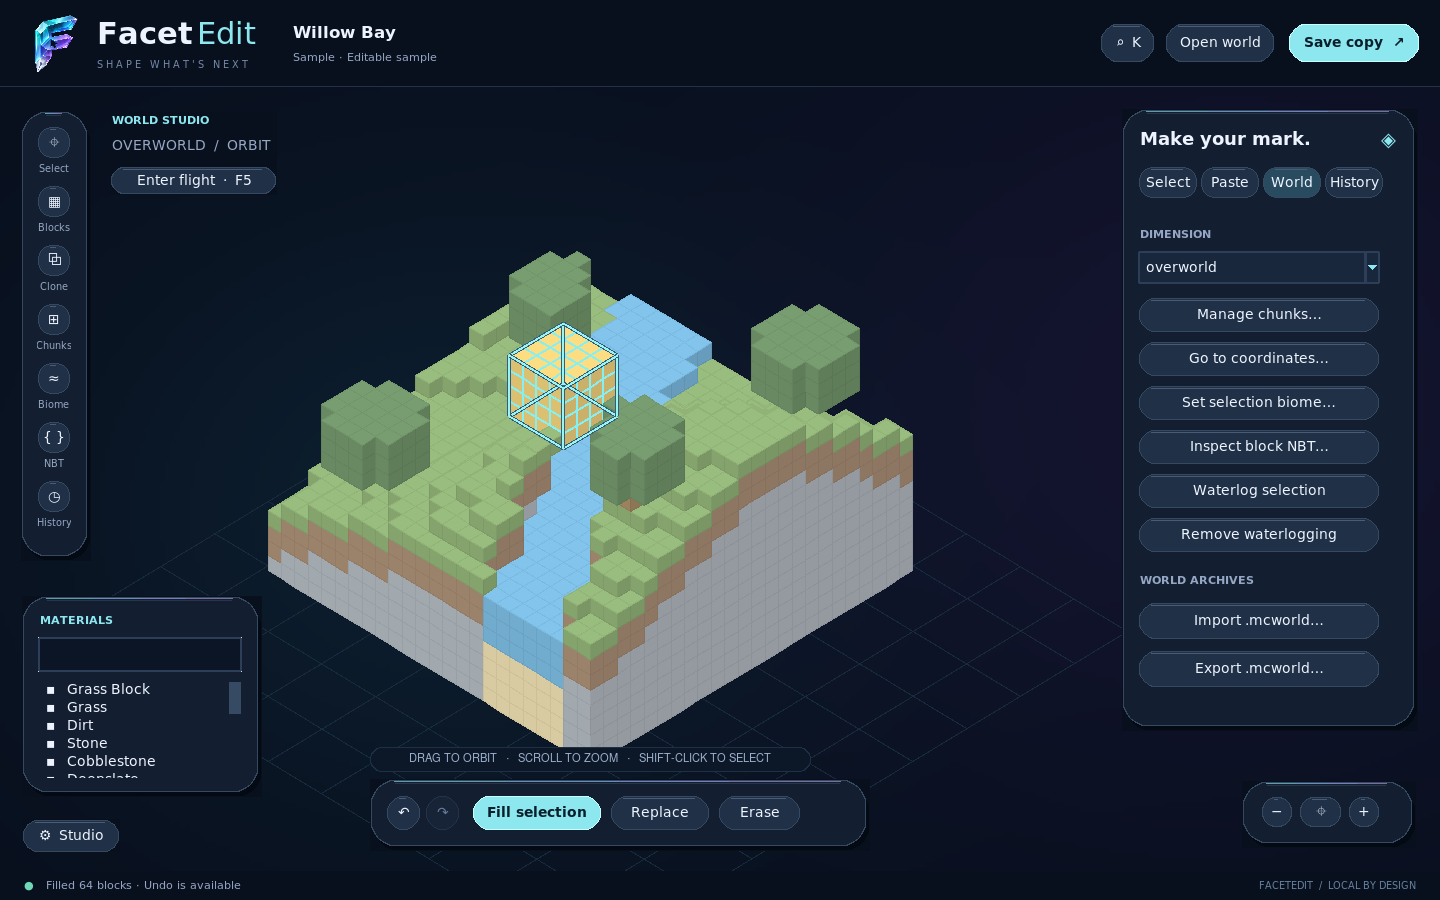 FacetEdit
SHAPE WHAT'S NEXT
Willow Bay
Sample · Editable sample
K
Open world
Save copy ↗
Select
Blocks
Clone
Chunks
Biome
{ }
NBT
History
WORLD STUDIO
OVERWORLD / ORBIT
Enter flight · F5
Make your mark.
Select
Paste
World
History
DIMENSION
overworld
Manage chunks...
Go to coordinates...
Set selection biome...
Inspect block NBT...
Waterlog selection
Remove waterlogging
WORLD ARCHIVES
Import .mcworld...
Export .mcworld...
MATERIALS
Grass Block
Grass
Dirt
Stone
Cobblestone
Deepslate
DRAG TO ORBIT · SCROLL TO ZOOM · SHIFT-CLICK TO SELECT
Fill selection
Replace
Erase
− +
Studio
Filled 64 blocks · Undo is available
FACETEDIT / LOCAL BY DESIGN